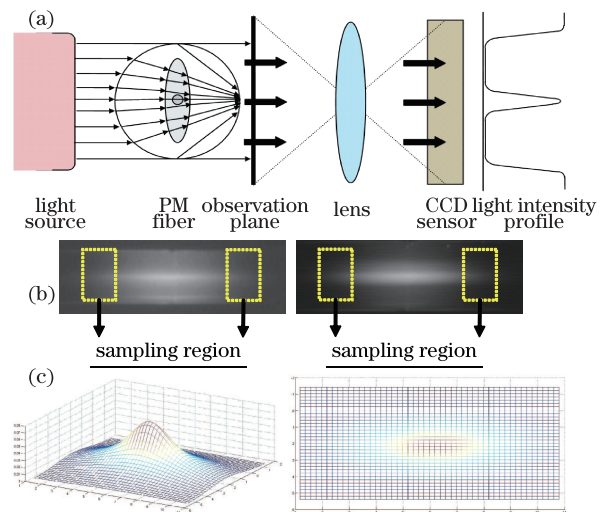 (a)
light source
PM fiber
observation plane
lens
CCD sensor
light intensity profile
(b)
sampling region
sampling region
(c)